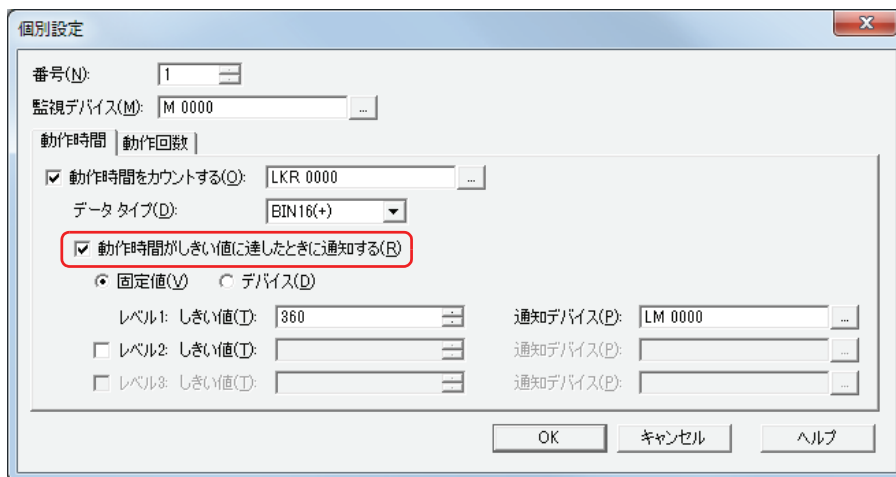 個別設定
番号(N): 1
監視デバイス(M): M 0000 ...
動作時間 動作回数
動作時間をカウントする(O): LKR 0000 ...
データ タイプ(D): BIN16(+)
動作時間がしきい値に達したときに通知する(R)
固定値(V) デバイス(D)
レベル1: しきい値(T): 360 通知デバイス(P): LM 0000 ...
レベル2: しきい値(T): 通知デバイス(P): ...
レベル3: しきい値(T): 通知デバイス(P): ...
OK キャンセル ヘルプ